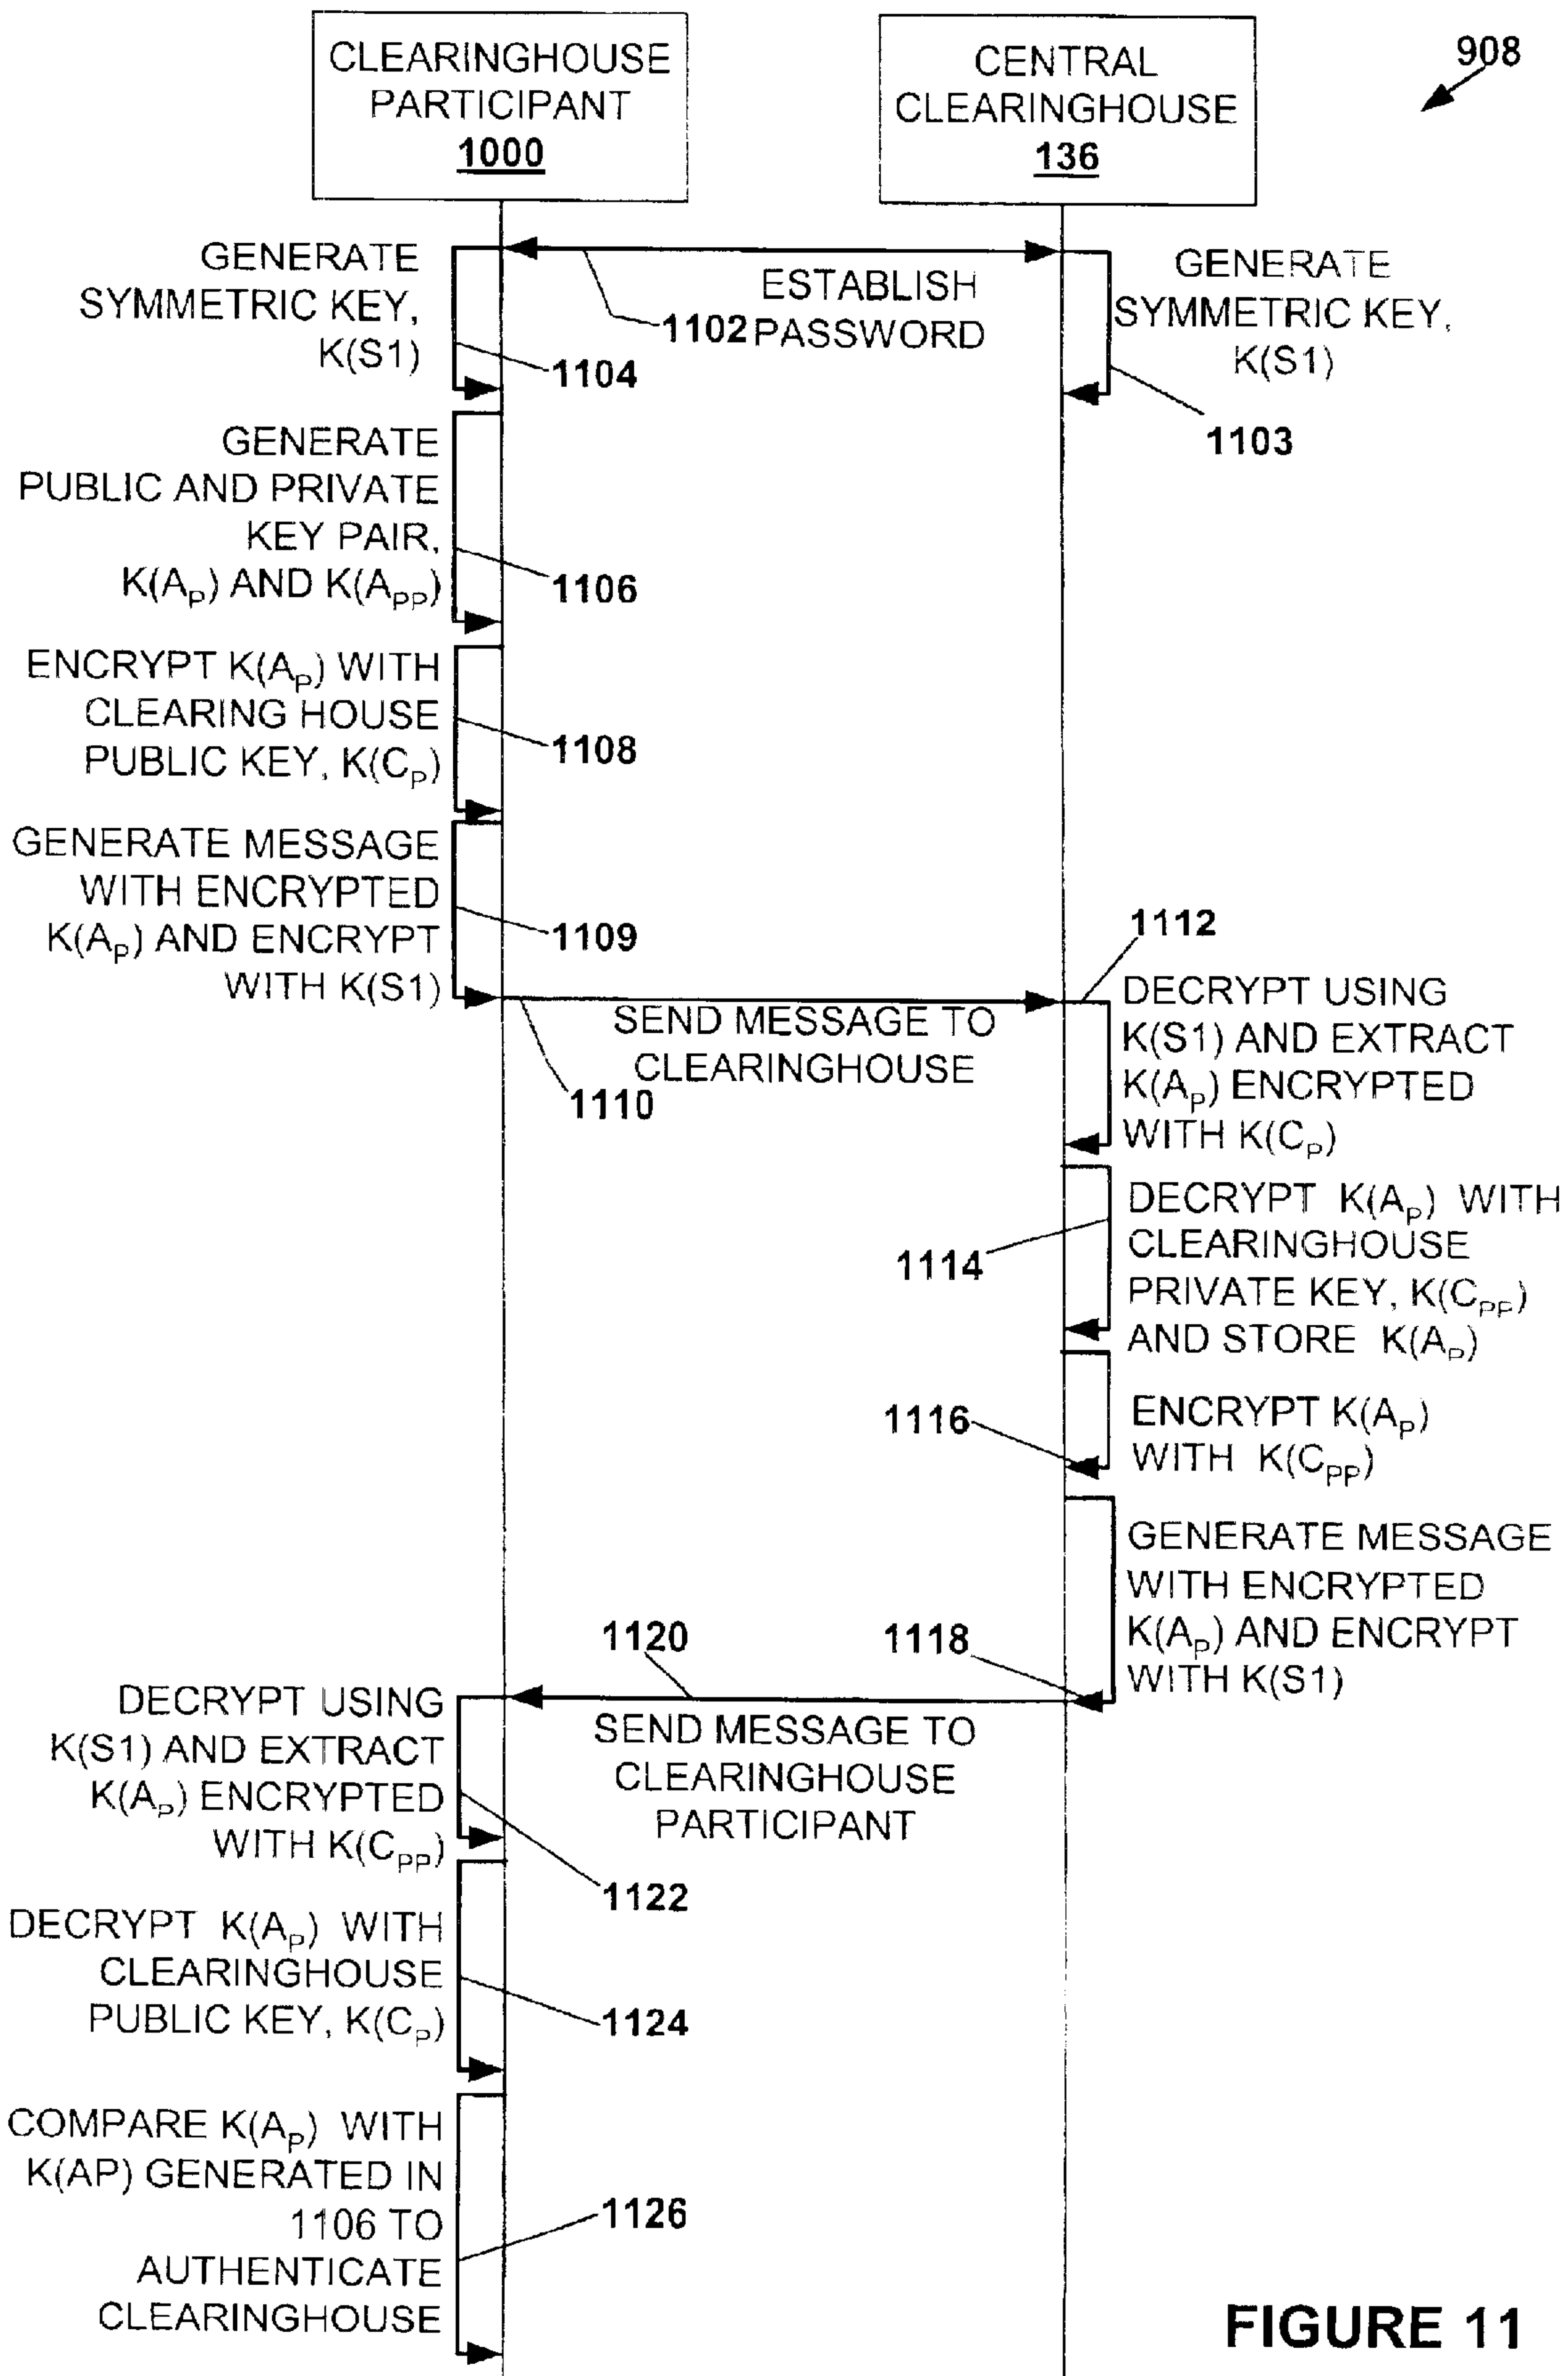 CLEARINGHOUSE
PARTICIPANT
1000
CENTRAL
CLEARINGHOUSE
136
908
GENERATE
SYMMETRIC KEY,
K(S1)
1104
ESTABLISH
1102 PASSWORD
GENERATE
SYMMETRIC KEY,
K(S1)
1103
GENERATE
PUBLIC AND PRIVATE
KEY PAIR,
K(AP) AND K(APP)
1106
ENCRYPT K(AP) WITH
CLEARING HOUSE
PUBLIC KEY, K(CP)
1108
GENERATE MESSAGE
WITH ENCRYPTED
K(AP) AND ENCRYPT
WITH K(S1)
1109
SEND MESSAGE TO
CLEARINGHOUSE
1110
1112
DECRYPT USING
K(S1) AND EXTRACT
K(AP) ENCRYPTED
WITH K(CP)
1114
DECRYPT K(AP) WITH
CLEARINGHOUSE
PRIVATE KEY, K(CPP)
AND STORE K(AP)
1116
ENCRYPT K(AP)
WITH K(CPP)
GENERATE MESSAGE
WITH ENCRYPTED
K(AP) AND ENCRYPT
WITH K(S1)
1118
1120
SEND MESSAGE TO
CLEARINGHOUSE
PARTICIPANT
DECRYPT USING
K(S1) AND EXTRACT
K(AP) ENCRYPTED
WITH K(CPP)
1122
DECRYPT K(AP) WITH
CLEARINGHOUSE
PUBLIC KEY, K(CP)
1124
COMPARE K(AP) WITH
K(AP) GENERATED IN
1106 TO
AUTHENTICATE
CLEARINGHOUSE
1126
FIGURE 11